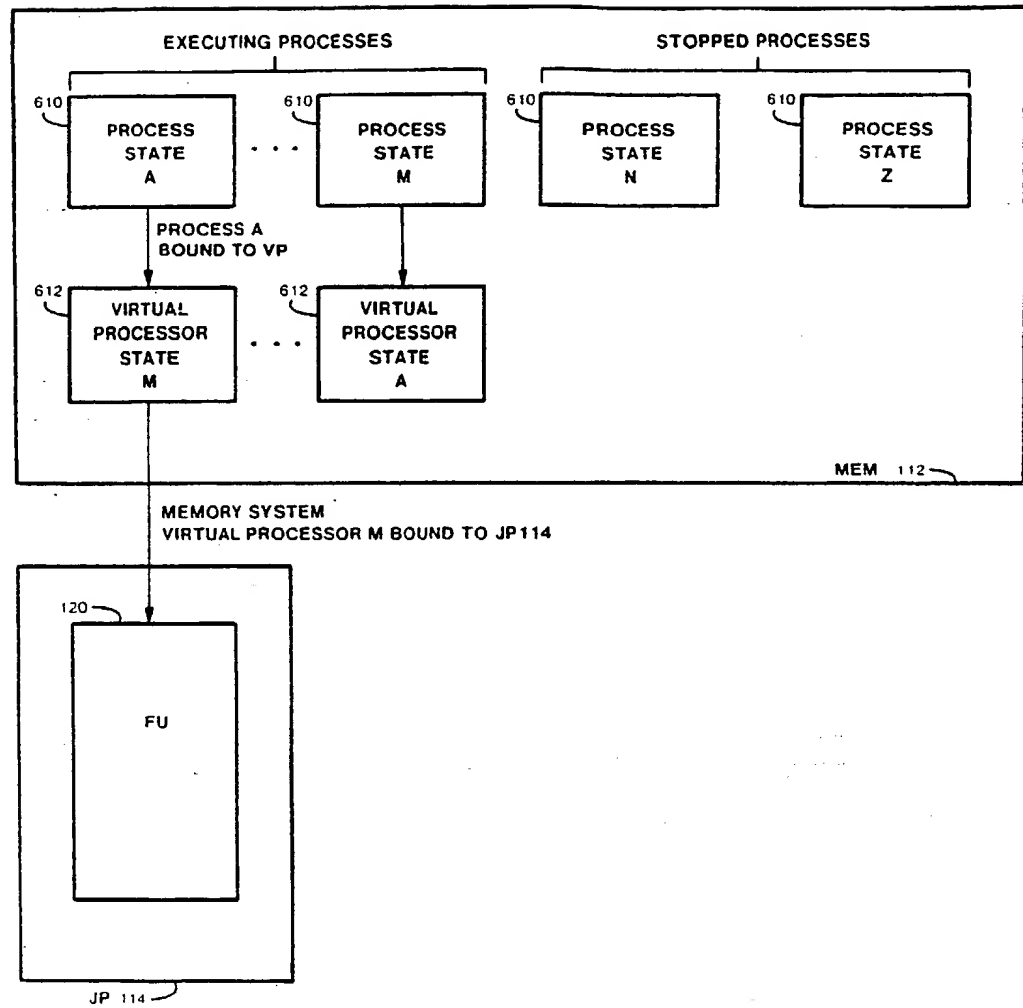 EXECUTING PROCESSES
STOPPED PROCESSES
610
PROCESS
STATE
A
. . .
610
PROCESS
STATE
M
610
PROCESS
STATE
N
610
PROCESS
STATE
Z
PROCESS A
BOUND TO VP
612
VIRTUAL
PROCESSOR
STATE
M
. . .
612
VIRTUAL
PROCESSOR
STATE
A
MEM 112
MEMORY SYSTEM
VIRTUAL PROCESSOR M BOUND TO JP114
120
FU
JP 114